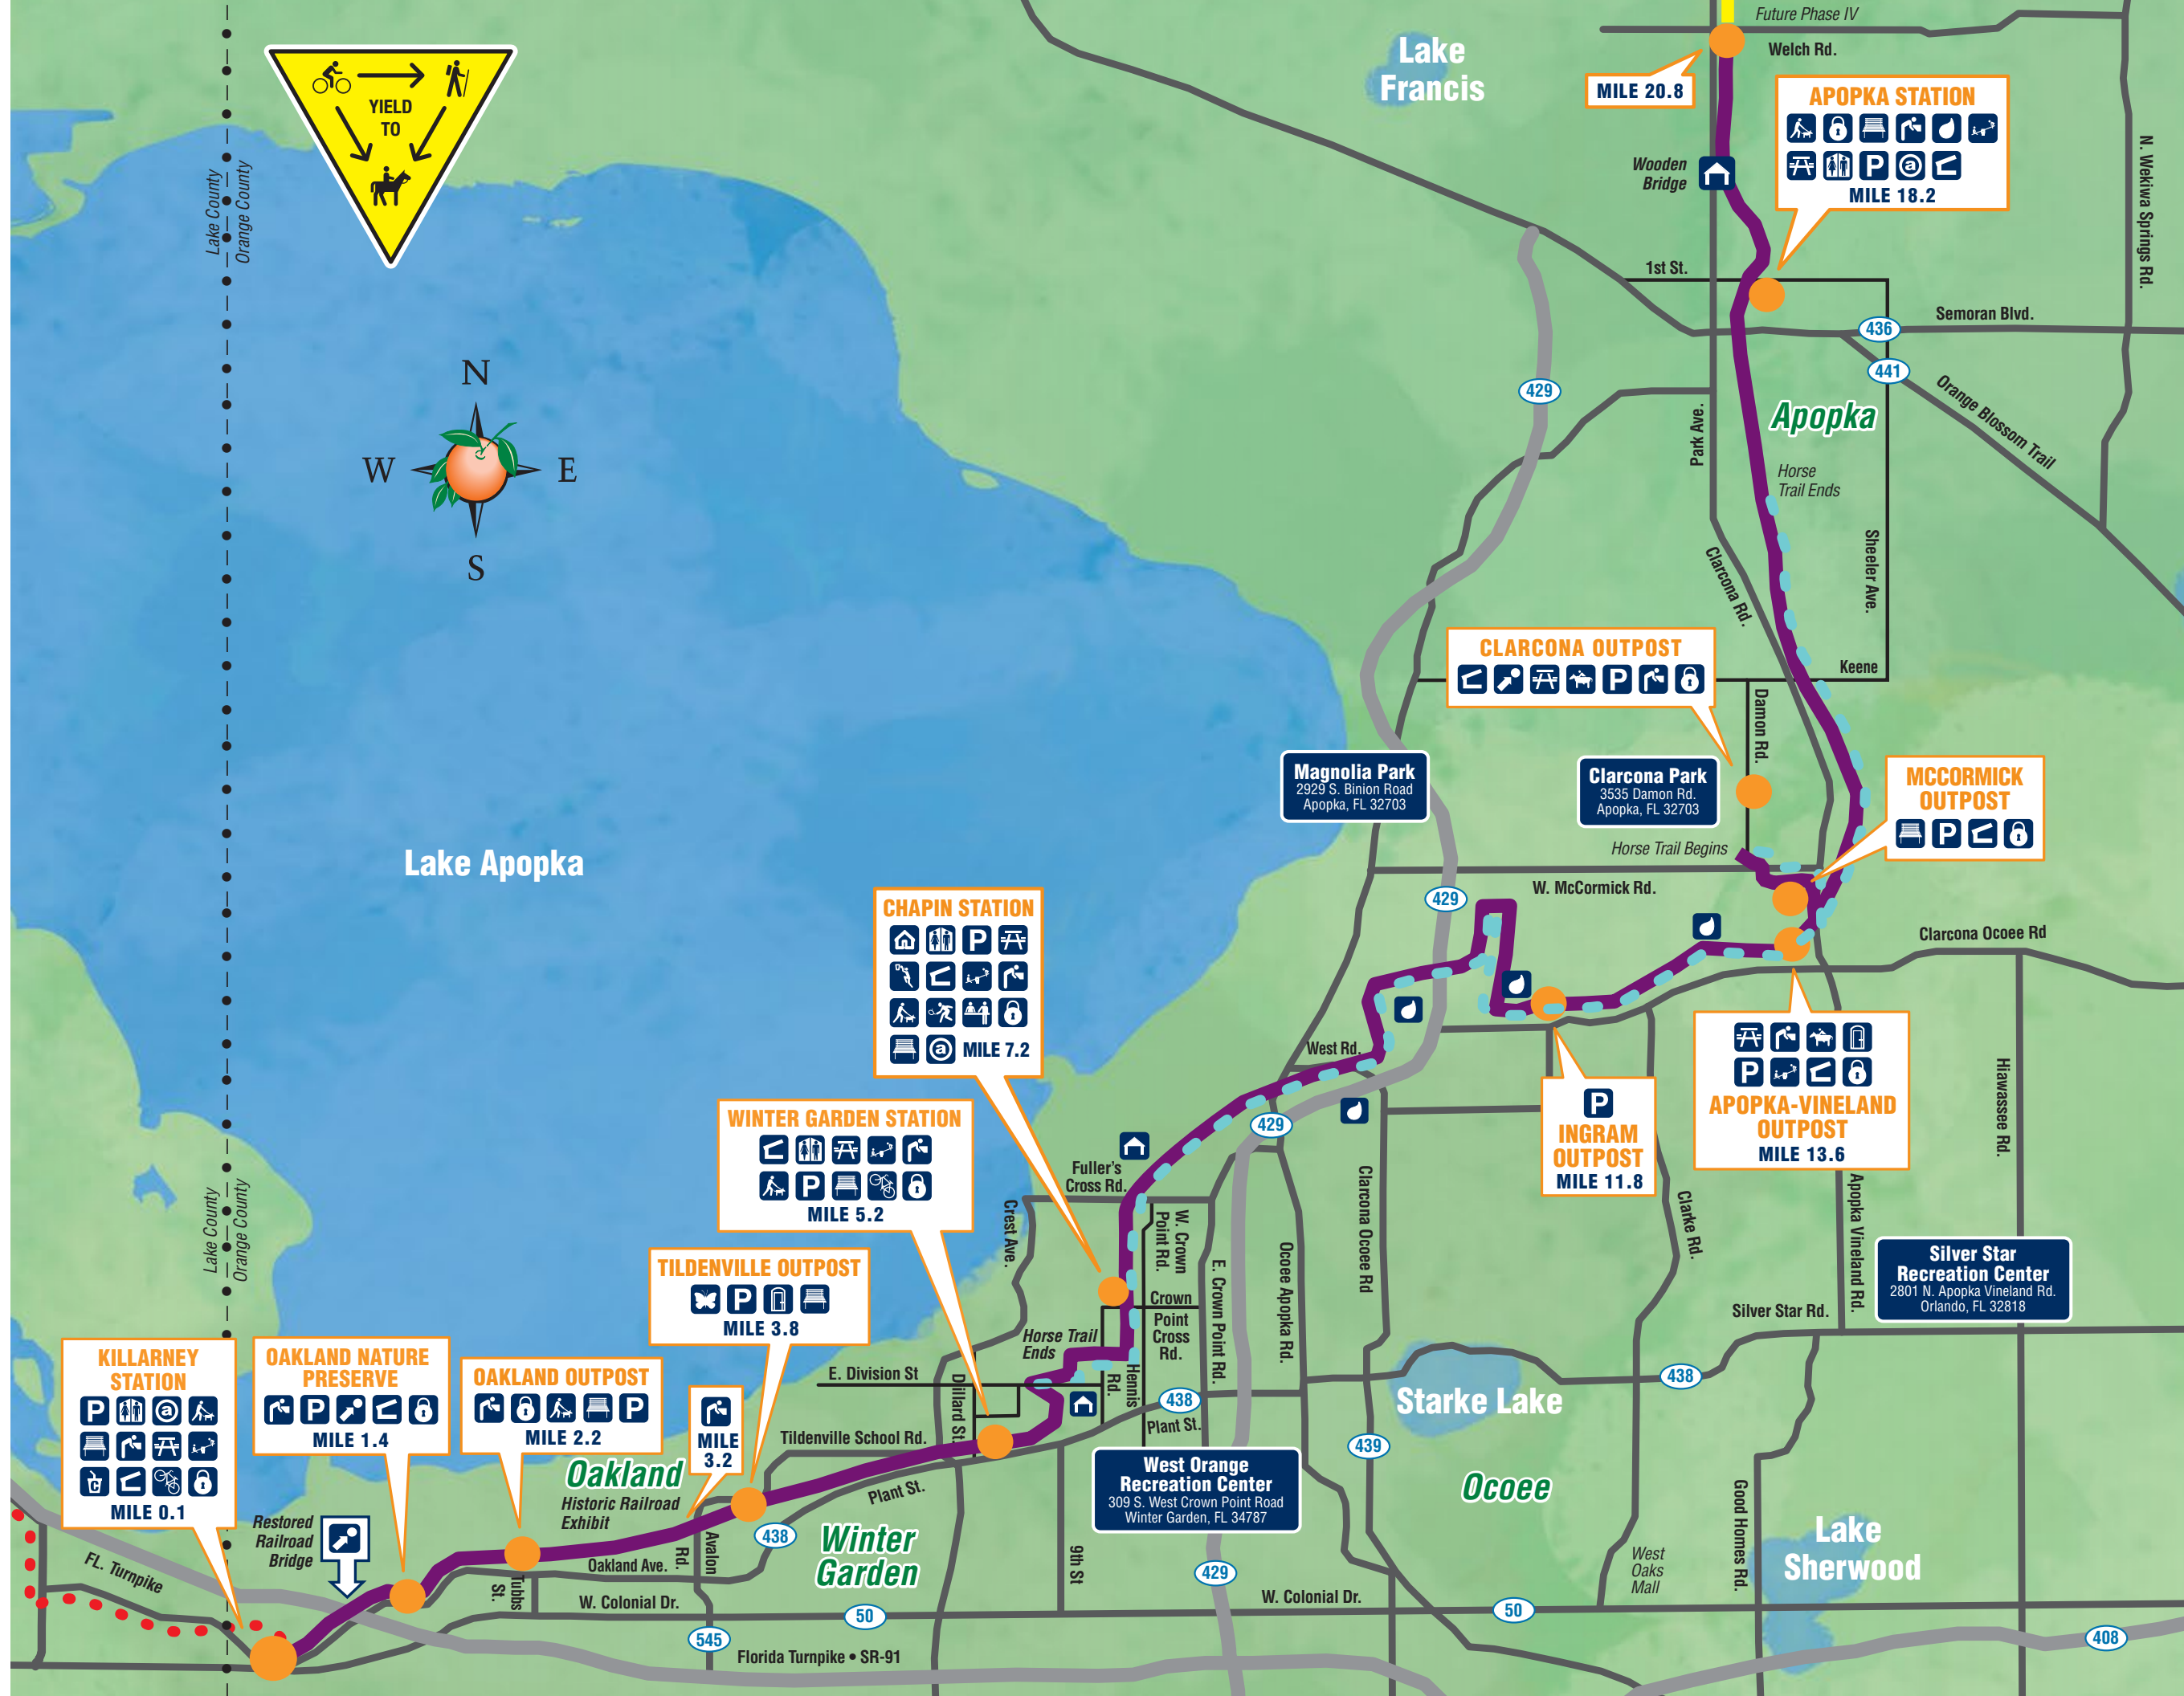 Future Phase IV
Welch Rd.
Lake
Francis
MILE 20.8
APOPKA STATION
P @
MILE 18.2
YIELD
TO
Wooden
Bridge
N. Wekiwa Springs Rd.
Lake County
Orange County
1st St.
Semoran Blvd.
436
441
429
Orange Blossom Trail
Apopka
Park Ave.
Horse
Trail Ends
N
W
E
S
Clarcona Rd.
Sheeler Ave.
CLARCONA OUTPOST
P
Keene
Damon Rd.
Magnolia Park
2929 S. Binion Road
Apopka, FL 32703
Clarcona Park
3535 Damon Rd.
Apopka, FL 32703
MCCORMICK
OUTPOST
P
Lake Apopka
Horse Trail Begins
W. McCormick Rd.
429
Clarcona Ocoee Rd
CHAPIN STATION
P
@ MILE 7.2
West Rd.
429
Hiawassee Rd.
P
INGRAM
OUTPOST
MILE 11.8
P
APOPKA-VINELAND
OUTPOST
MILE 13.6
WINTER GARDEN STATION
P
MILE 5.2
Fuller's
Cross Rd.
Crest Ave.
W. Crown
Point Rd.
E. Crown Point Rd.
Ocoee Apopka Rd.
Clarcona Ocoee Rd
Clarke Rd.
Apopka Vineland Rd.
Lake County
Orange County
Silver Star
Recreation Center
2801 N. Apopka Vineland Rd.
Orlando, FL 32818
TILDENVILLE OUTPOST
P
MILE 3.8
Crown
Point
Cross
Rd.
Silver Star Rd.
Horse Trail
Ends
KILLARNEY
STATION
P @
MILE 0.1
OAKLAND NATURE
PRESERVE
P
MILE 1.4
OAKLAND OUTPOST
P
MILE 2.2
MILE
3.2
E. Division St
Dillard St.
Hennis
Rd.
438
Plant St.
438
Starke Lake
Tildenville School Rd.
439
Oakland
Historic Railroad
Exhibit
Plant St.
West Orange
Recreation Center
309 S. West Crown Point Road
Winter Garden, FL 34787
Ocoee
Good Homes Rd.
Restored
Railroad
Bridge
438
Winter
Garden
Lake
Sherwood
FL. Turnpike
Oakland Ave.
Avalon
Rd.
9th St
429
West
Oaks
Mall
Tubbs
St.
W. Colonial Dr.
50
W. Colonial Dr.
50
545
Florida Turnpike • SR-91
408